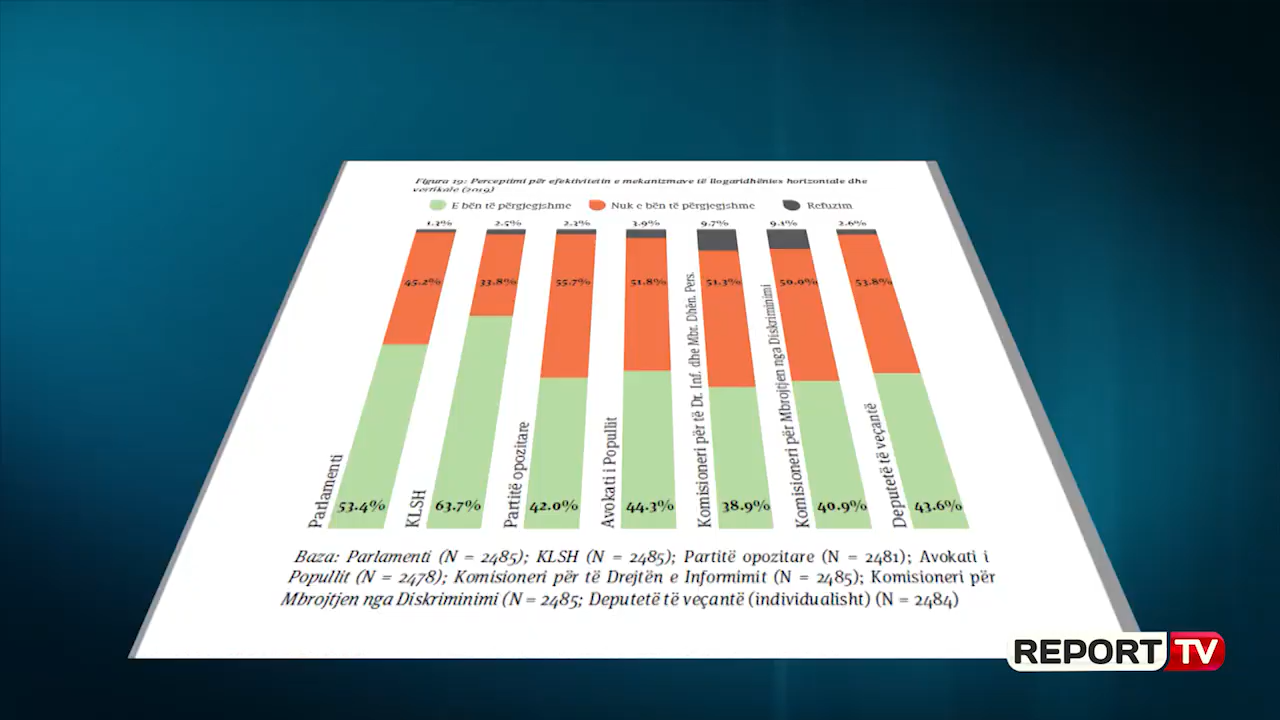 Figura 19: Perceptimi për efektivitetin e mekanizmave të llogaridhënies horizontale dhe
vertikale (2019)
E bën të përgjegjshme Nuk e bën të përgjegjshme Refuzim
1.3% 2.5% 2.3% 3.9% 9.7% 9.1% 2.6%
45.2% 33.8% 55.7% 51.8% 51.3% 50.0% 53.8%
Parlamenti
KLSH
Partitë opozitare
Avokati i Popullit
Komisioneri për të Dr. Inf. dhe Mbr. Dhën. Pers.
Komisioneri për Mbrojtjen nga Diskriminimi
Deputetë të veçantë
53.4% 63.7% 42.0% 44.3% 38.9% 40.9% 43.6%
Baza: Parlamenti (N = 2485); KLSH (N = 2485); Partitë opozitare (N = 2481); Avokati i
Popullit (N = 2478); Komisioneri për të Drejtën e Informimit (N = 2485); Komisioneri për
Mbrojtjen nga Diskriminimi (N = 2485; Deputetë të veçantë (individualisht) (N = 2484)
REPORT TV